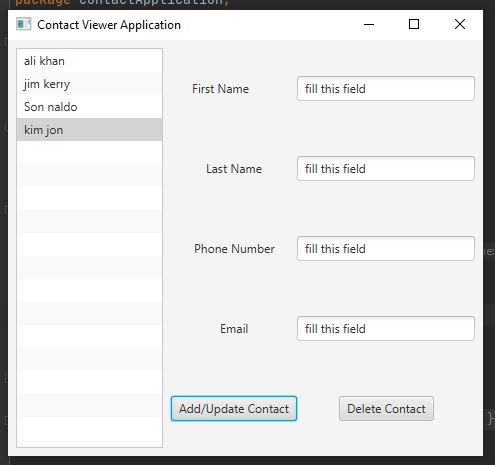 package ContactApplication;
Contact Viewer Application
ali khan
jim kerry
Son naldo
kim jon
First Name
fill this field
Last Name
fill this field
Phone Number
fill this field
Email
fill this field
Add/Update Contact
Delete Contact
}